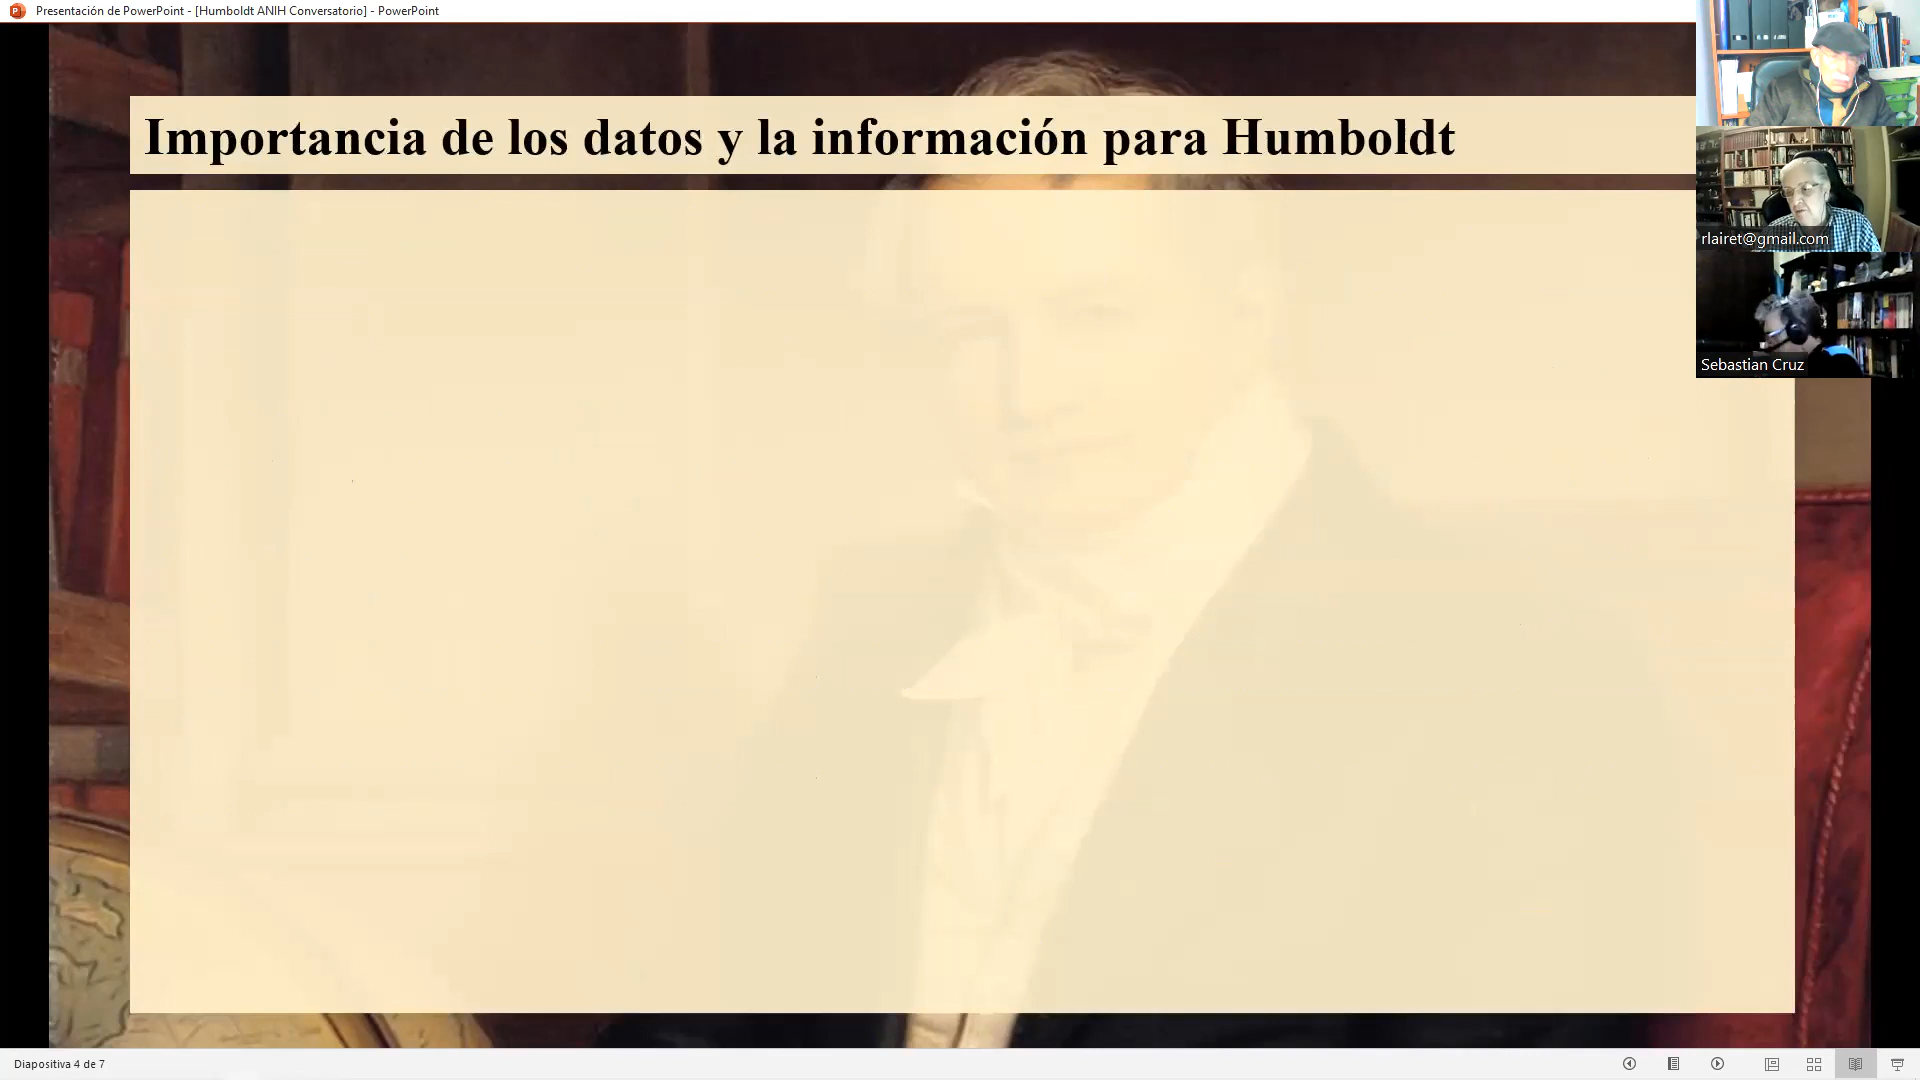 Presentación de PowerPoint - [Humboldt ANIH Conversatorio] - PowerPoint
Importancia de los datos y la información para Humboldt
rlairet@gmail.com
Sebastian Cruz
Diapositiva 4 de 7